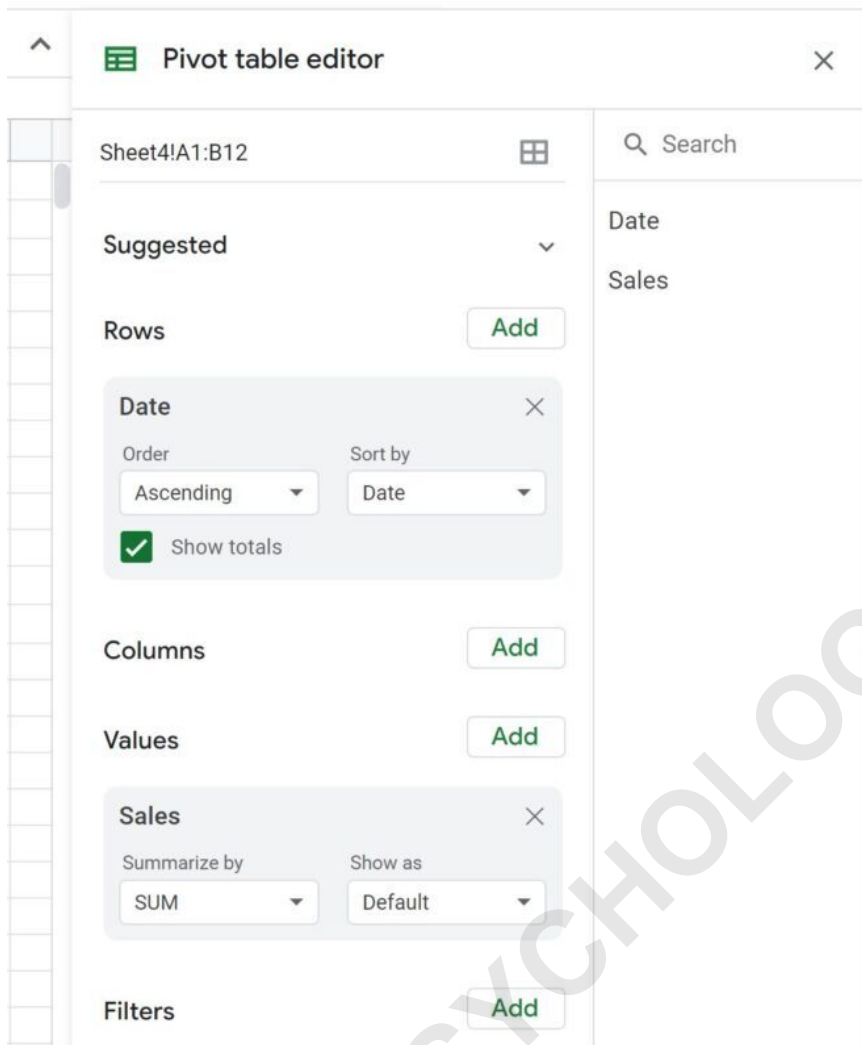 Pivot table editor
Sheet4!A1:B12
Suggested
Rows
Add
Date
Order
Sort by
Ascending
Date
Show totals
Columns
Add
Values
Add
Sales
Summarize by
Show as
SUM
Default
Filters
Add
Search
Date
Sales